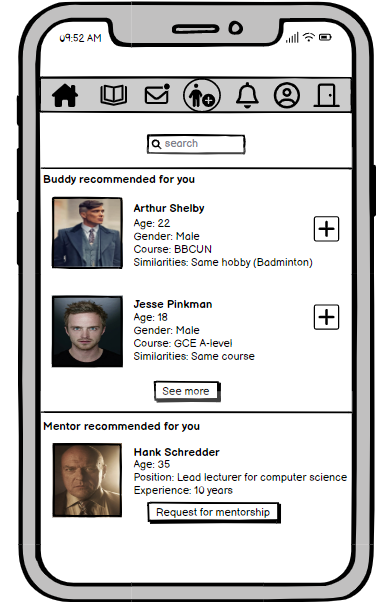 09:52 AM
search
Buddy recommended for you
Arthur Shelby
Age: 22
Gender: Male
Course: BBCUN
Similarities: Same hobby (Badminton)
Jesse Pinkman
Age: 18
Gender: Male
Course: GCE A-level
Similarities: Same course
See more
Mentor recommended for you
Hank Schredder
Age: 35
Position: Lead lecturer for computer science
Experience: 10 years
Request for mentorship